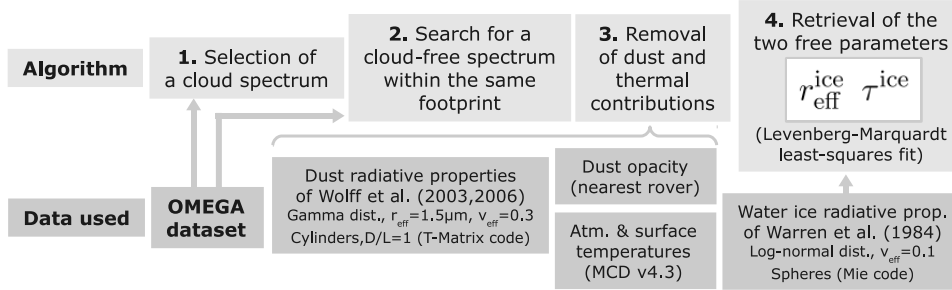 Algorithm
1. Selection of
a cloud spectrum
2. Search for a
cloud-free spectrum
within the same
footprint
3. Removal
of dust and
thermal
contributions
4. Retrieval of the
two free parameters
r_eff^ice τ^ice
(Levenberg-Marquardt
least-squares fit)
Data used
OMEGA
dataset
Dust radiative properties
of Wolff et al. (2003,2006)
Gamma dist., r_eff=1.5µm, v_eff=0.3
Cylinders,D/L=1 (T-Matrix code)
Dust opacity
(nearest rover)
Atm. & surface
temperatures
(MCD v4.3)
Water ice radiative prop.
of Warren et al. (1984)
Log-normal dist., v_eff=0.1
Spheres (Mie code)